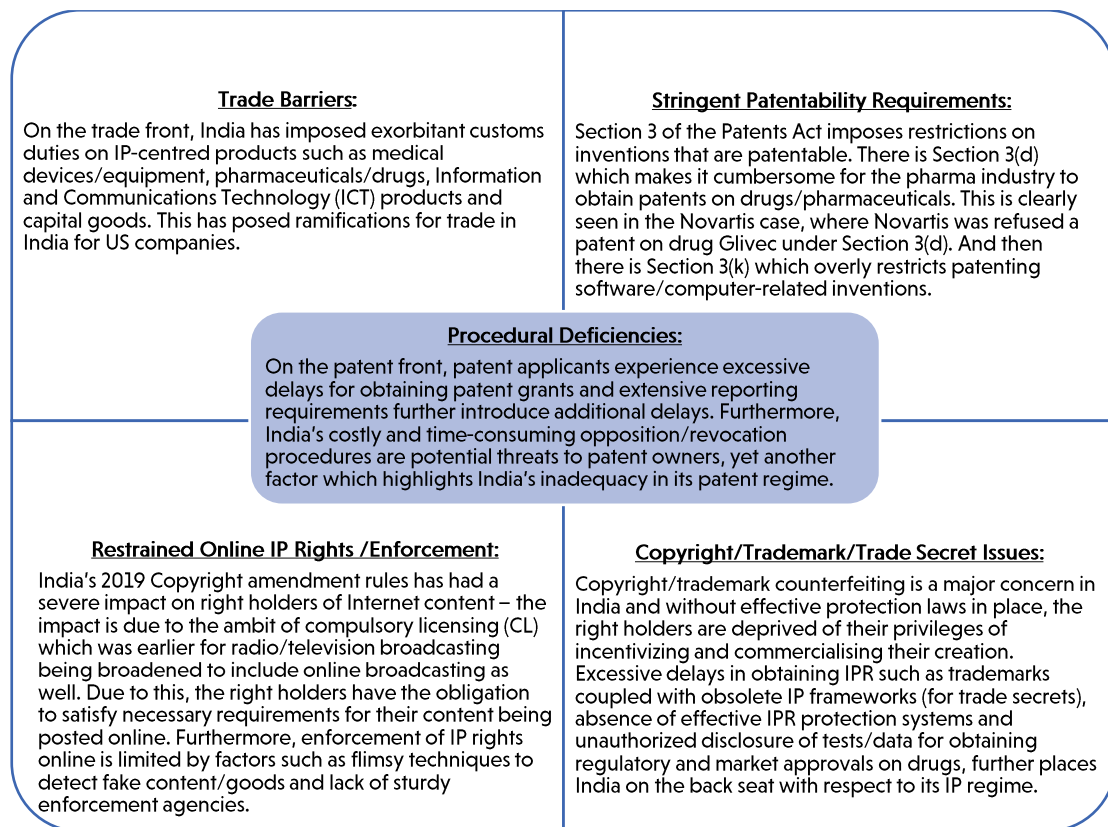 Trade Barriers:
On the trade front, India has imposed exorbitant customs
duties on IP-centred products such as medical
devices/equipment, pharmaceuticals/drugs, Information
and Communications Technology (ICT) products and
capital goods. This has posed ramifications for trade in
India for US companies.
Stringent Patentability Requirements:
Section 3 of the Patents Act imposes restrictions on
inventions that are patentable. There is Section 3(d)
which makes it cumbersome for the pharma industry to
obtain patents on drugs/pharmaceuticals. This is clearly
seen in the Novartis case, where Novartis was refused a
patent on drug Glivec under Section 3(d). And then
there is Section 3(k) which overly restricts patenting
software/computer-related inventions.
Procedural Deficiencies:
On the patent front, patent applicants experience excessive
delays for obtaining patent grants and extensive reporting
requirements further introduce additional delays. Furthermore,
India's costly and time-consuming opposition/revocation
procedures are potential threats to patent owners, yet another
factor which highlights India's inadequacy in its patent regime.
Restrained Online IP Rights /Enforcement:
India's 2019 Copyright amendment rules has had a
severe impact on right holders of Internet content – the
impact is due to the ambit of compulsory licensing (CL)
which was earlier for radio/television broadcasting
being broadened to include online broadcasting as
well. Due to this, the right holders have the obligation
to satisfy necessary requirements for their content being
posted online. Furthermore, enforcement of IP rights
online is limited by factors such as flimsy techniques to
detect fake content/goods and lack of sturdy
enforcement agencies.
Copyright/Trademark/Trade Secret Issues:
Copyright/trademark counterfeiting is a major concern in
India and without effective protection laws in place, the
right holders are deprived of their privileges of
incentivizing and commercialising their creation.
Excessive delays in obtaining IPR such as trademarks
coupled with obsolete IP frameworks (for trade secrets),
absence of effective IPR protection systems and
unauthorized disclosure of tests/data for obtaining
regulatory and market approvals on drugs, further places
India on the back seat with respect to its IP regime.